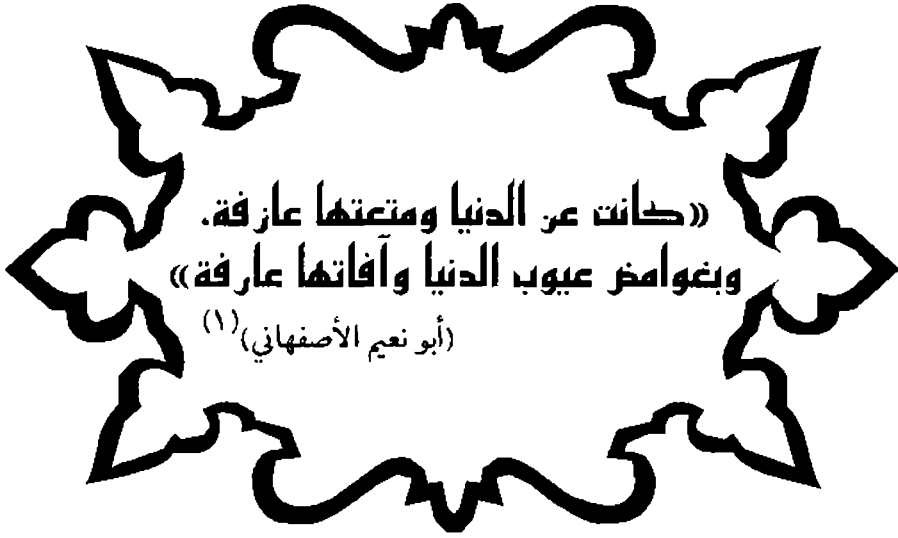 «كانت عن الدنيا ومتعتها عازفة،
وبغوامض عيوب الدنيا وآفاتها عارفة»
(أبو نعيم الأصفهاني)(١)